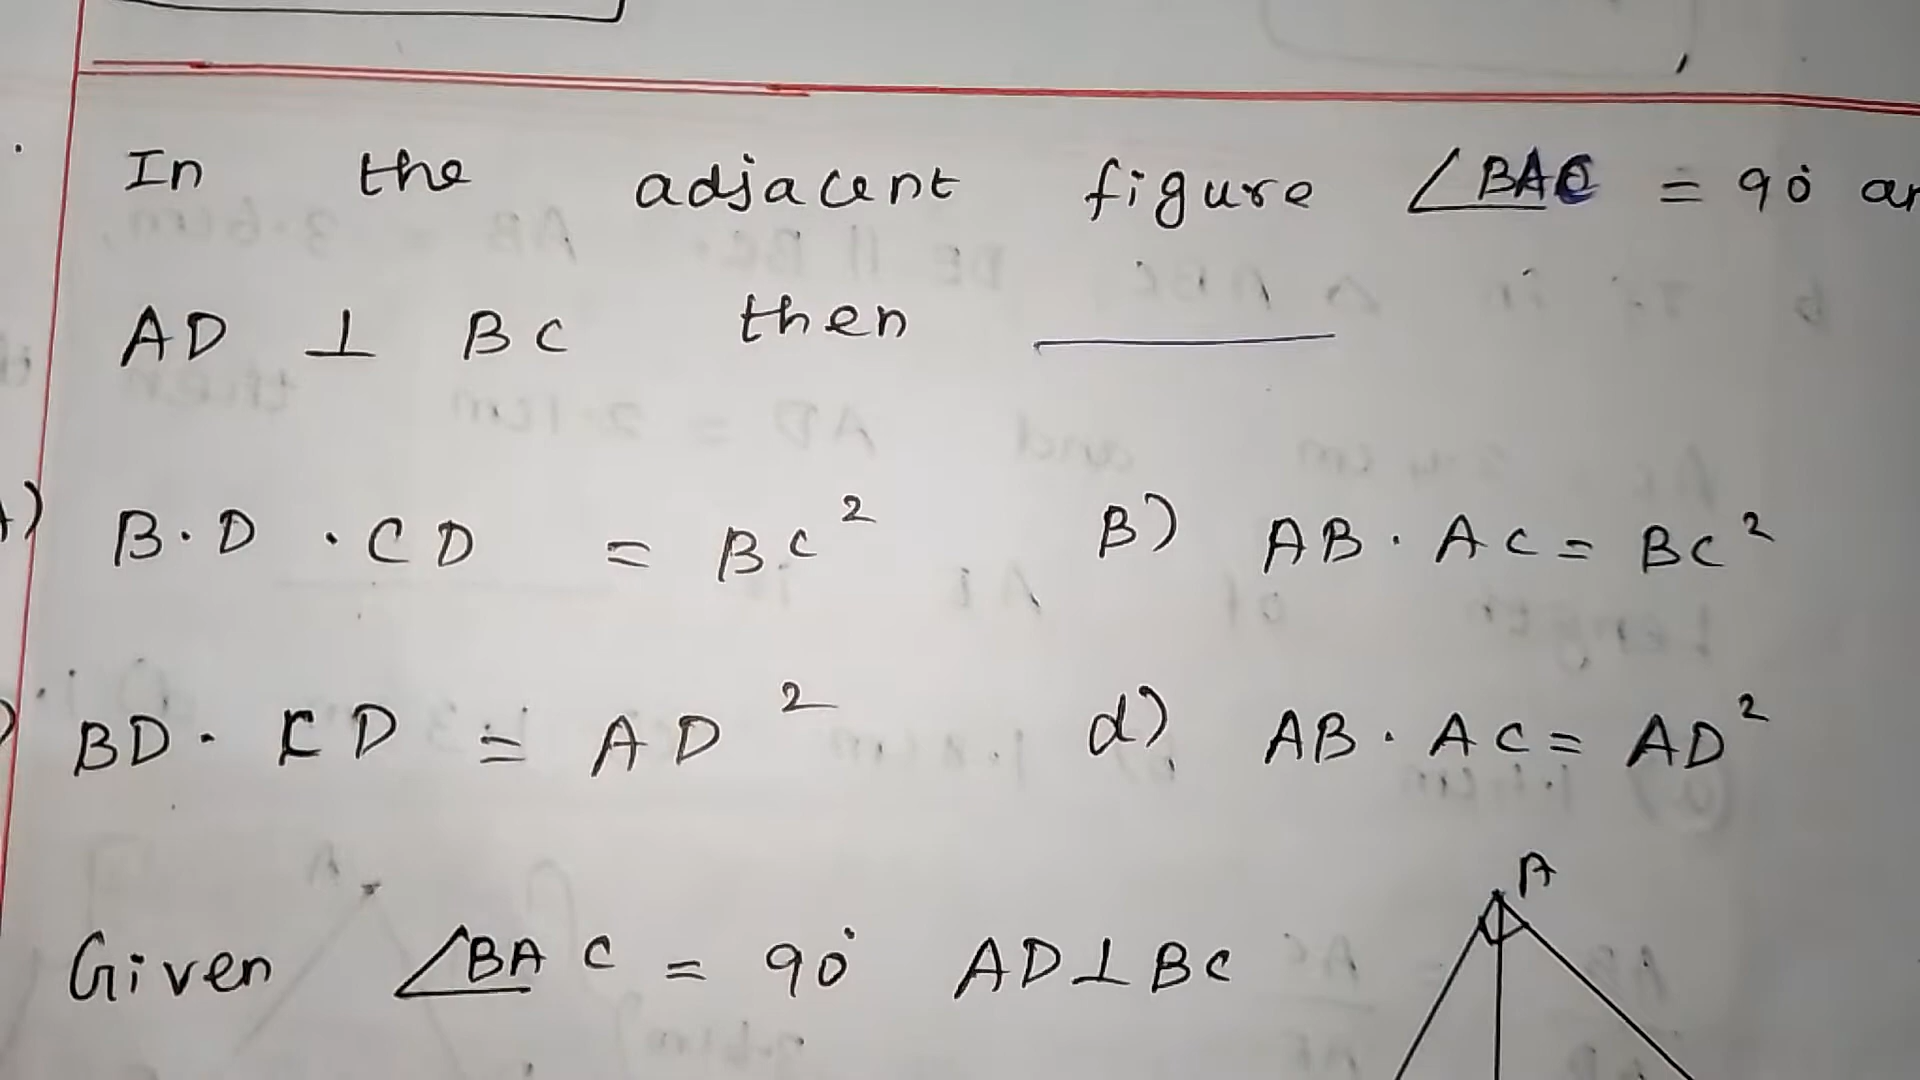 In the adjacent figure ∠BAC = 90° an
AD ⊥ BC then ______
A) B·D · CD = BC²
B) AB · AC = BC²
BD · CD = AD²
d) AB · AC = AD²
Given ∠BAC = 90° AD⊥BC
A